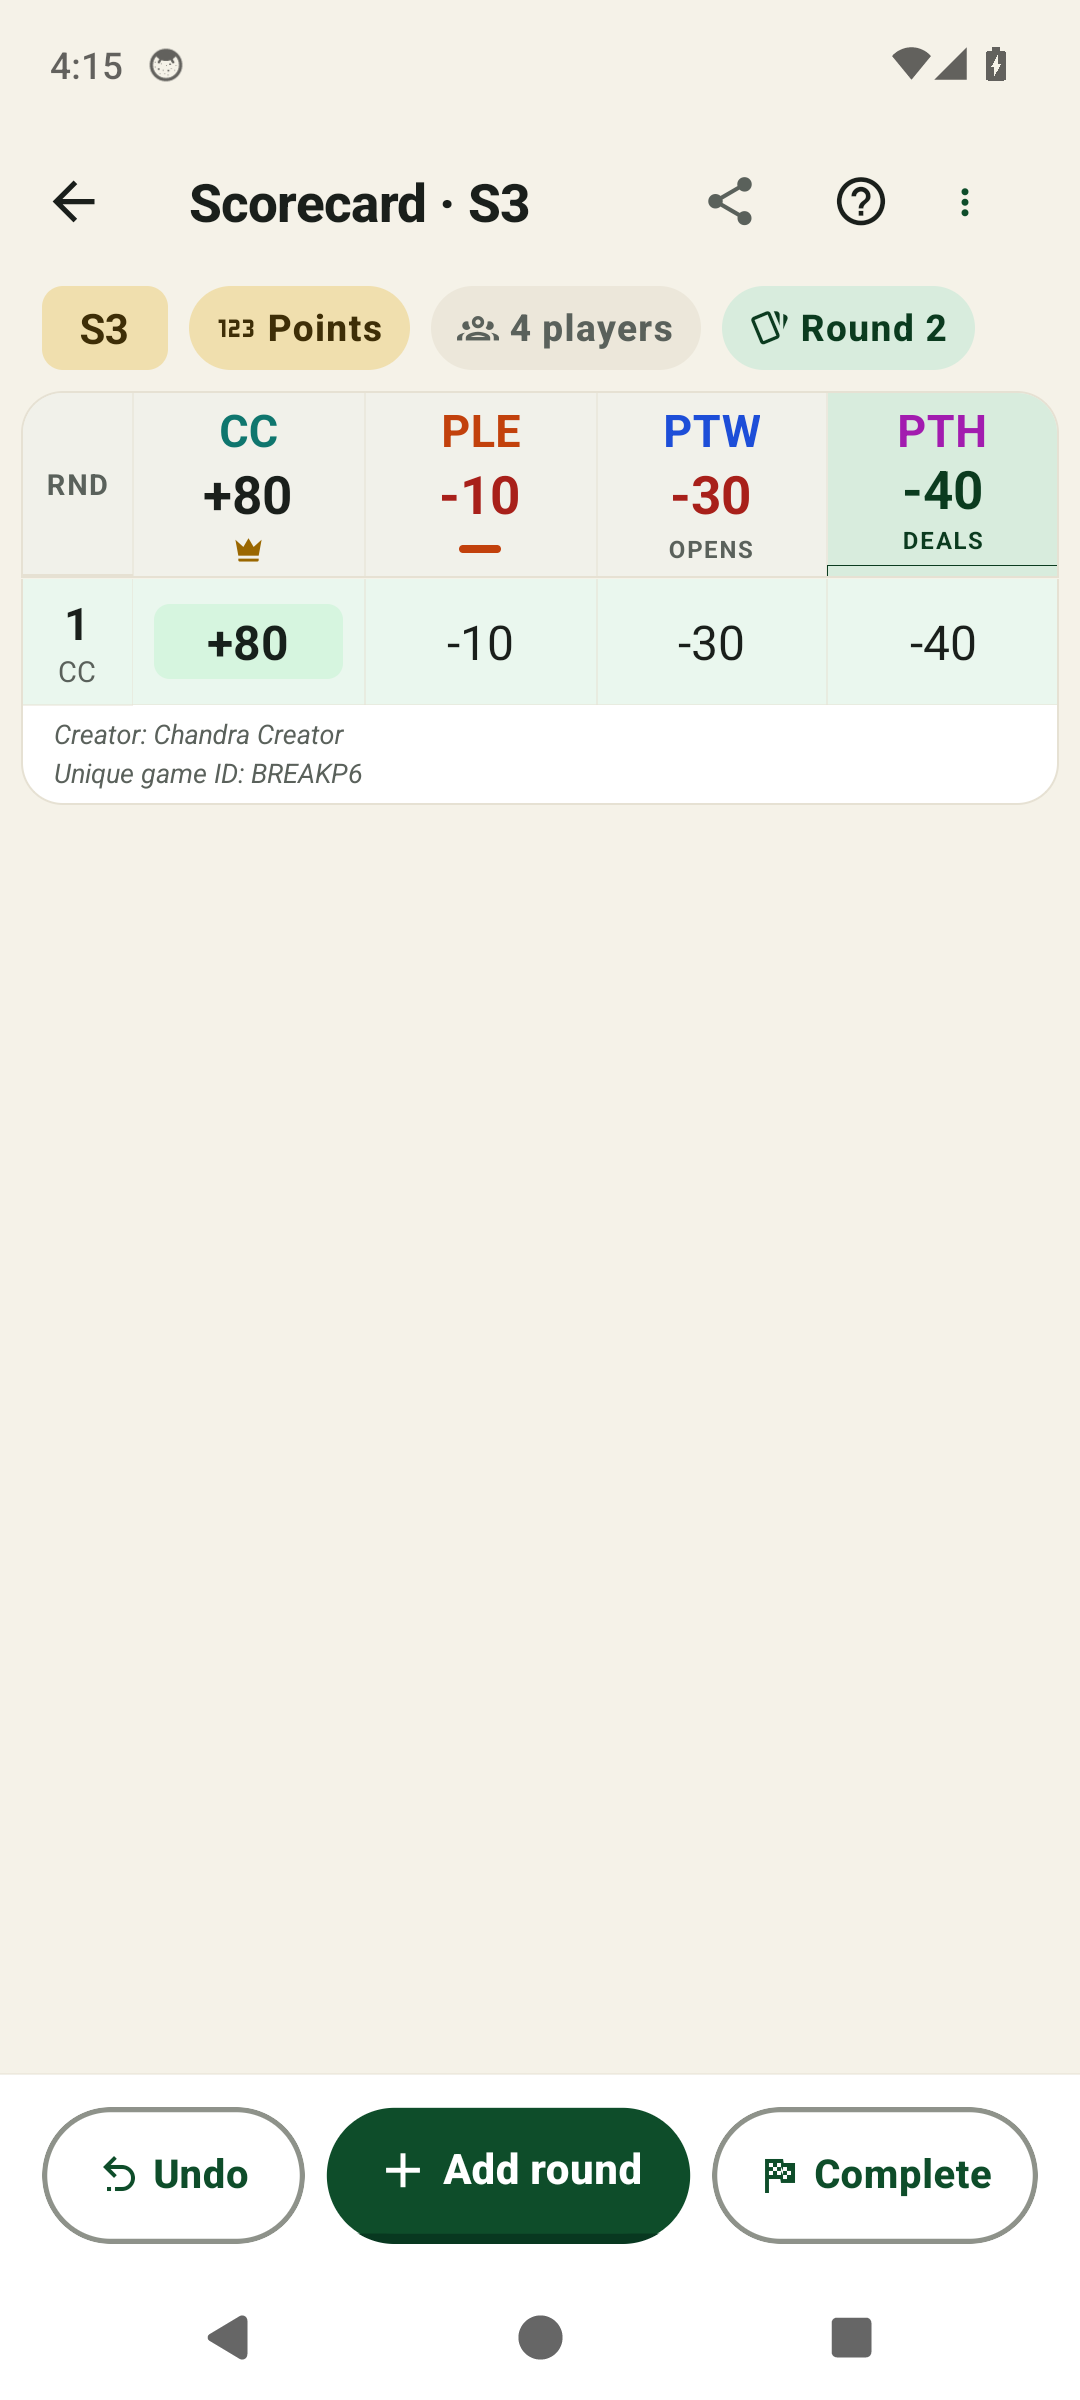 4:15
Scorecard · S3
S3
123 Points
4 players
Round 2
RND
CC
PLE
PTW
PTH
+80
-10
-30
-40
OPENS
DEALS
1
CC
+80
-10
-30
-40
Creator: Chandra Creator
Unique game ID: BREAKP6
Undo
Add round
Complete